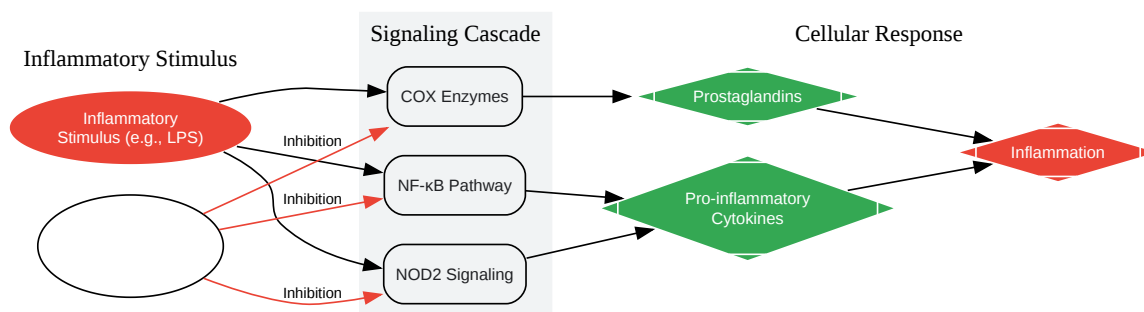 Inflammatory Stimulus
Signaling Cascade
Cellular Response
Inflammatory
Stimulus (e.g., LPS)
Inhibition
Inhibition
Inhibition
COX Enzymes
NF-κB Pathway
NOD2 Signaling
Prostaglandins
Pro-inflammatory
Cytokines
Inflammation